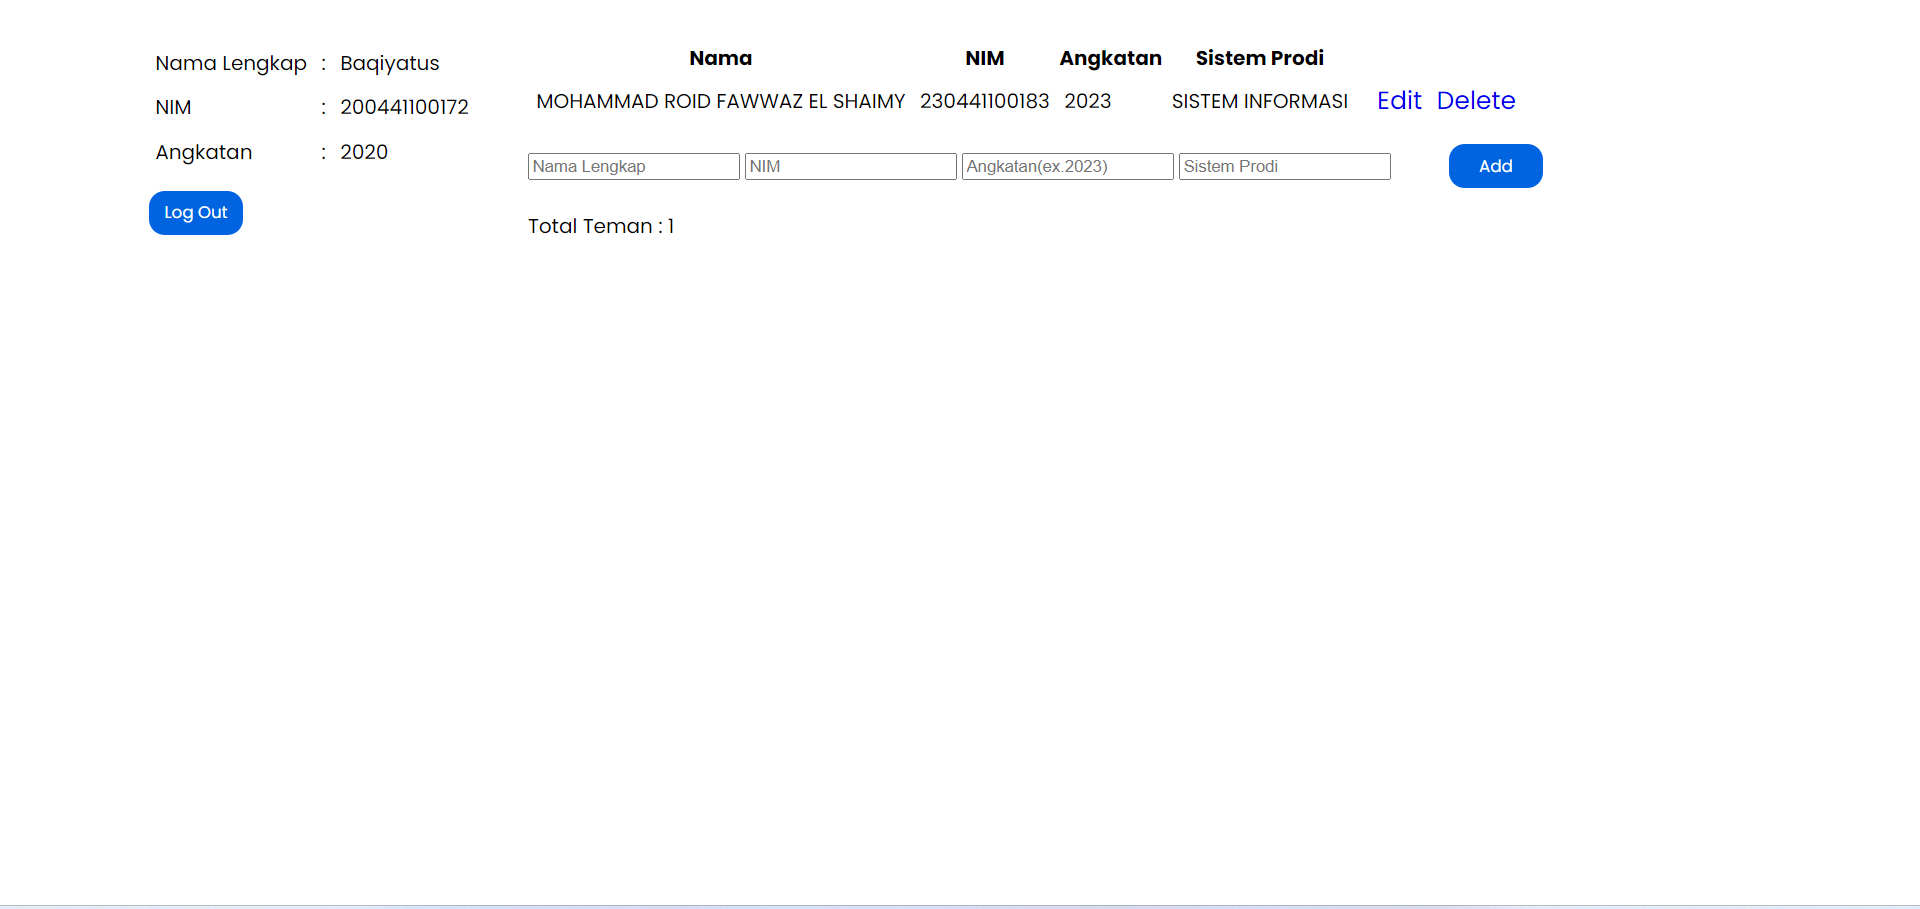 Nama Lengkap : Baqiyatus
NIM : 200441100172
Angkatan : 2020
Log Out
Nama NIM Angkatan Sistem Prodi
MOHAMMAD ROID FAWWAZ EL SHAIMY 230441100183 2023 SISTEM INFORMASI Edit Delete
Nama Lengkap NIM Angkatan(ex.2023) Sistem Prodi Add
Total Teman : 1